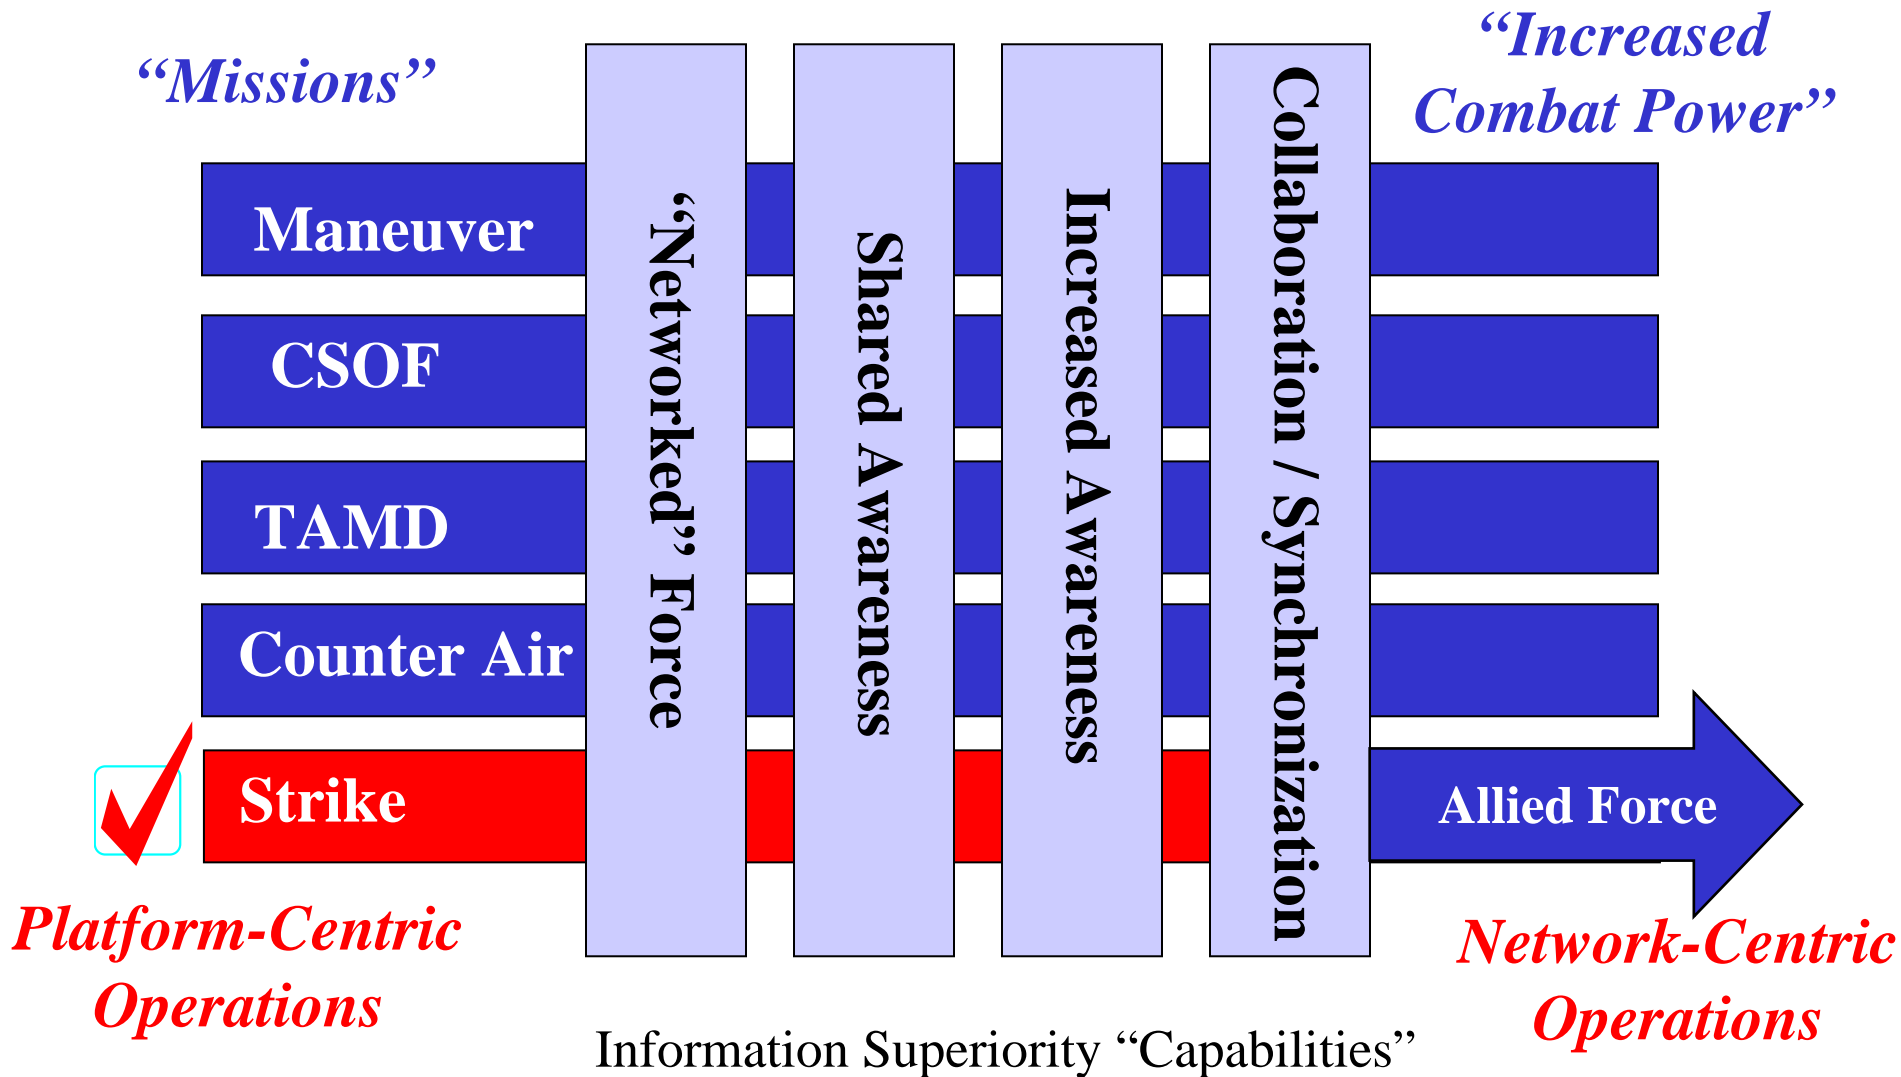 “Missions”
“Increased
Combat Power”
Maneuver
CSOF
TAMD
Counter Air
Strike
“Networked” Force
Shared Awareness
Increased Awareness
Collaboration / Synchronization
Allied Force
Platform-Centric
Operations
Network-Centric
Operations
Information Superiority “Capabilities”